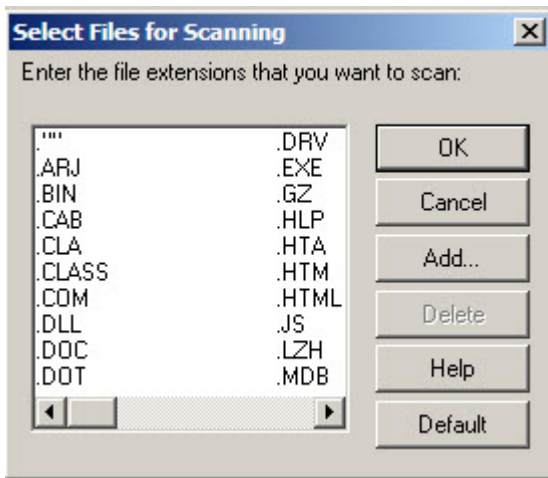 Select Files for Scanning
Enter the file extensions that you want to scan:
.""
.ARJ
.BIN
.CAB
.CLA
.CLASS
.COM
.DLL
.DOC
.DOT
.DRV
.EXE
.GZ
.HLP
.HTA
.HTM
.HTML
.JS
.LZH
.MDB
OK
Cancel
Add...
Delete
Help
Default